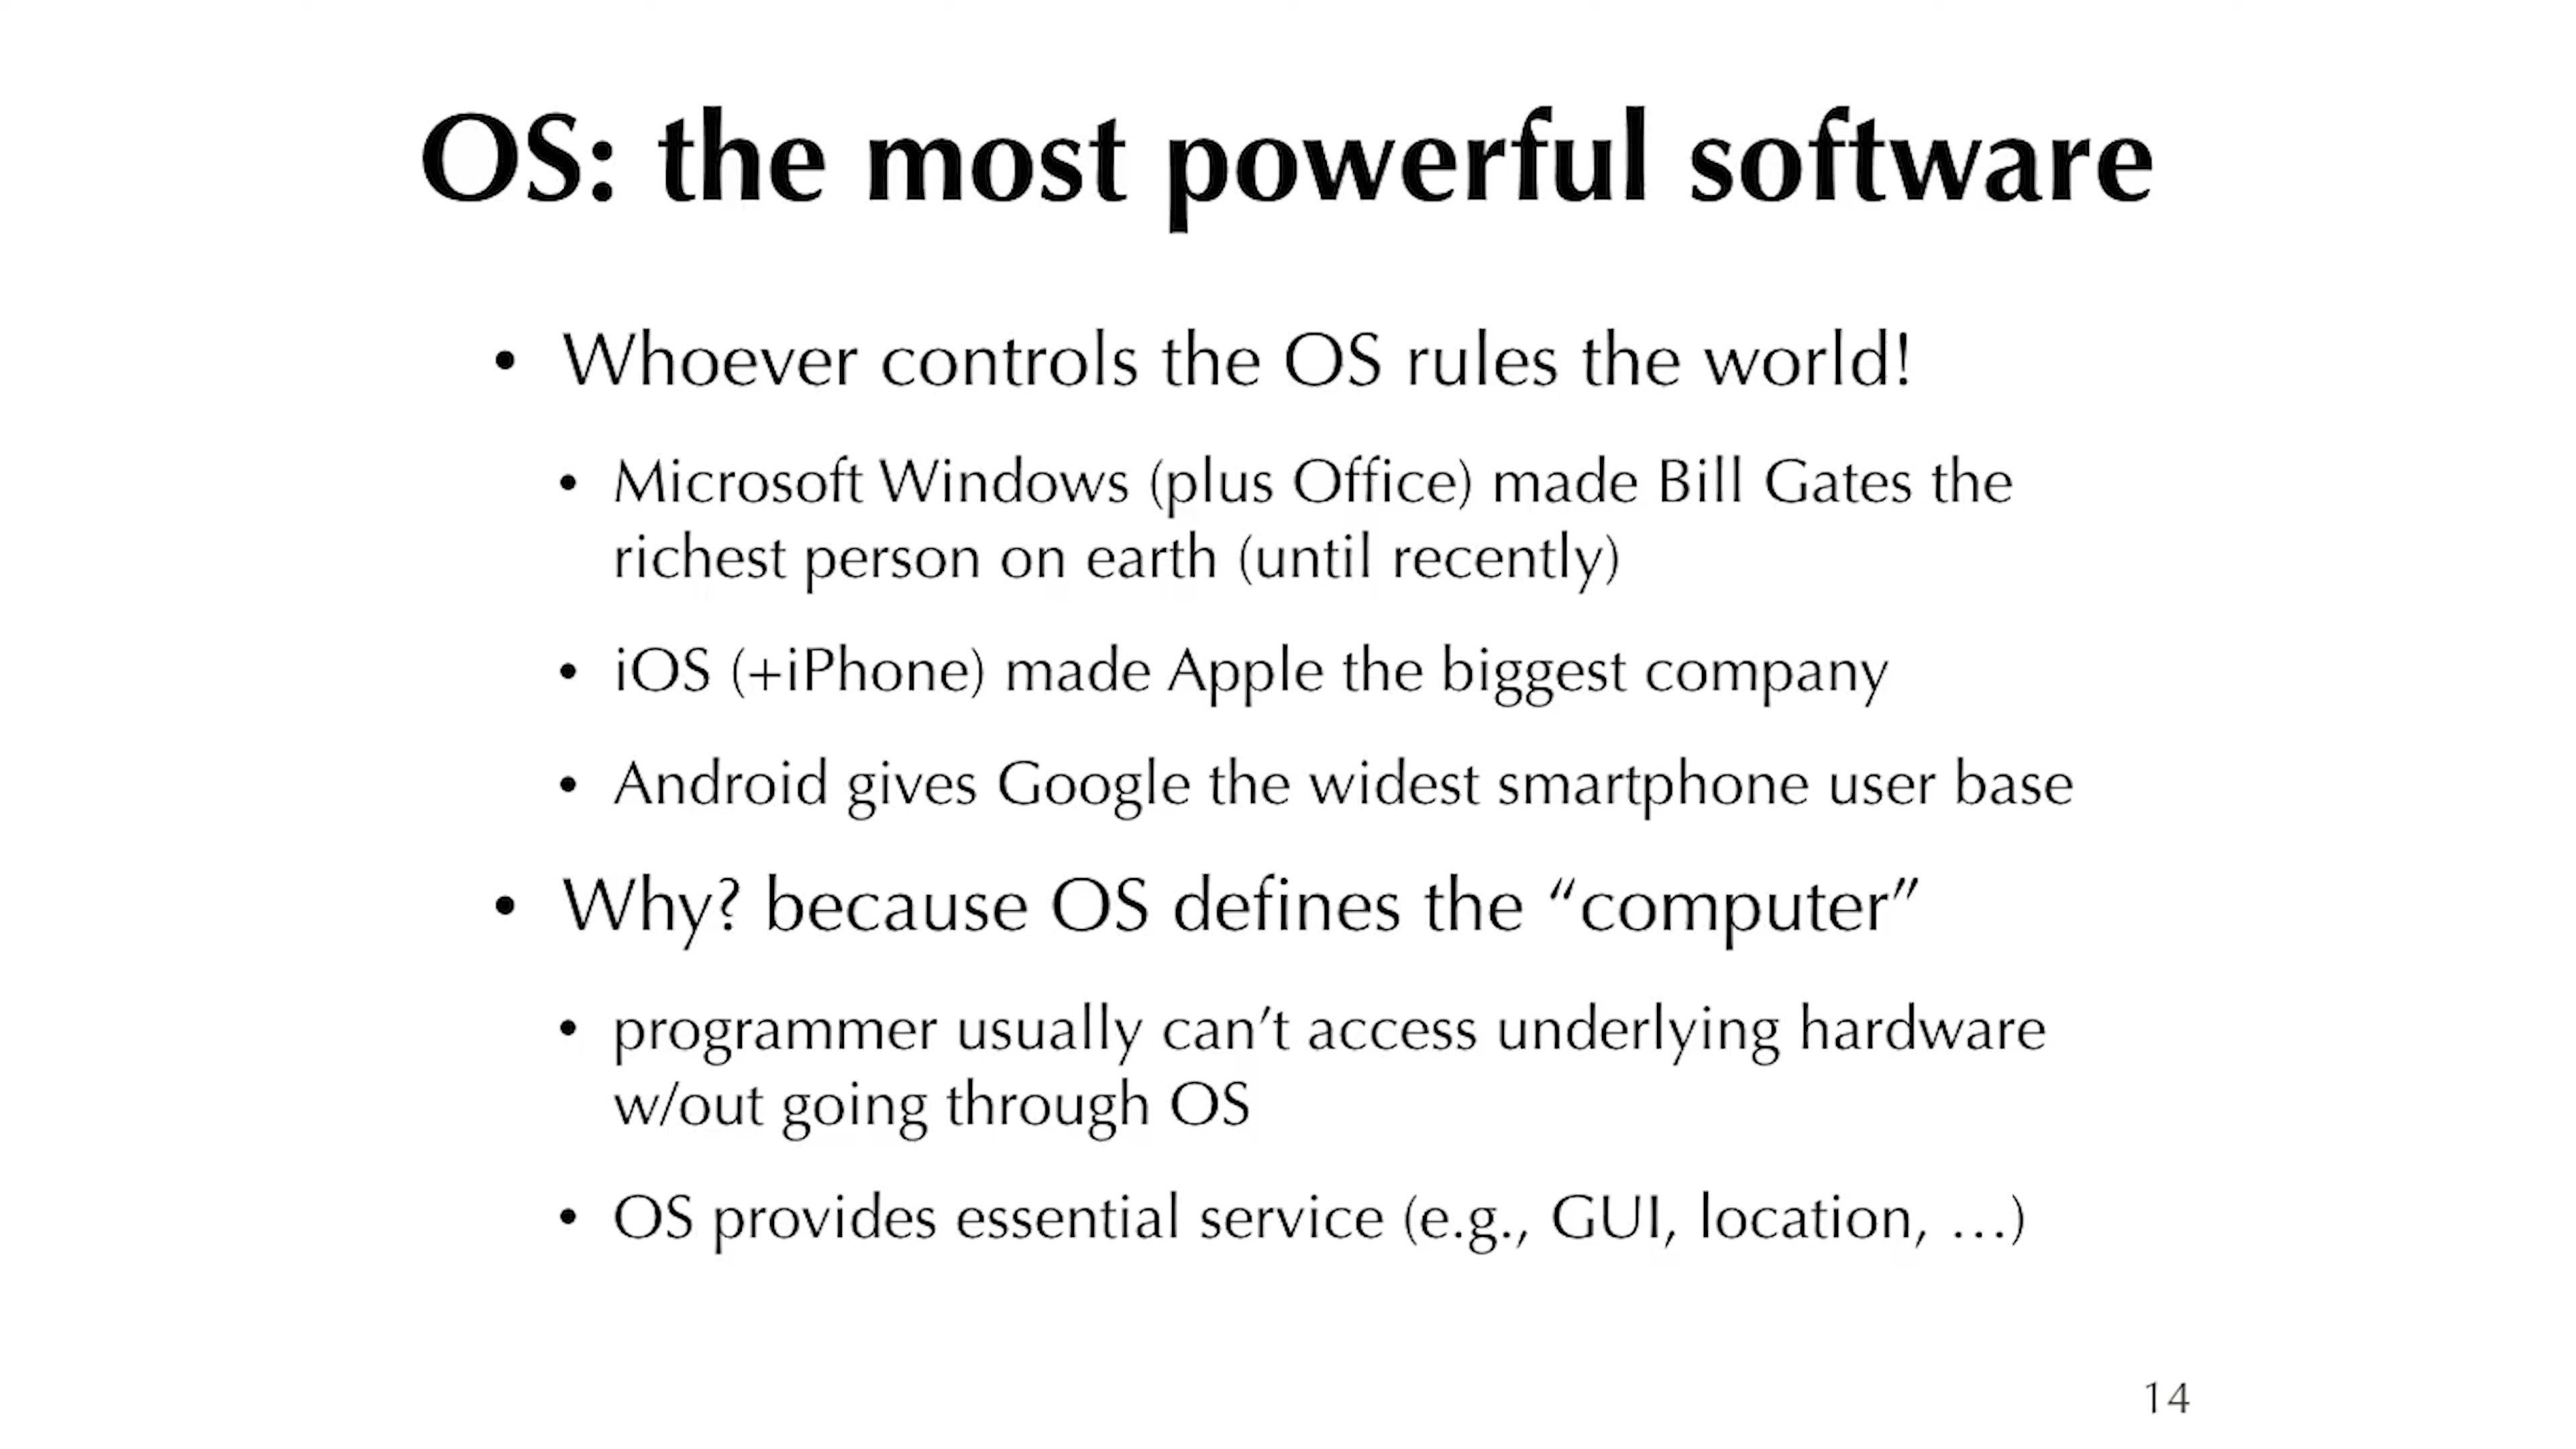 OS: the most powerful software
• Whoever controls the OS rules the world!
• Microsoft Windows (plus Office) made Bill Gates the
richest person on earth (until recently)
• iOS (+iPhone) made Apple the biggest company
• Android gives Google the widest smartphone user base
• Why? because OS defines the “computer”
• programmer usually can’t access underlying hardware
w/out going through OS
• OS provides essential service (e.g., GUI, location, …)
14